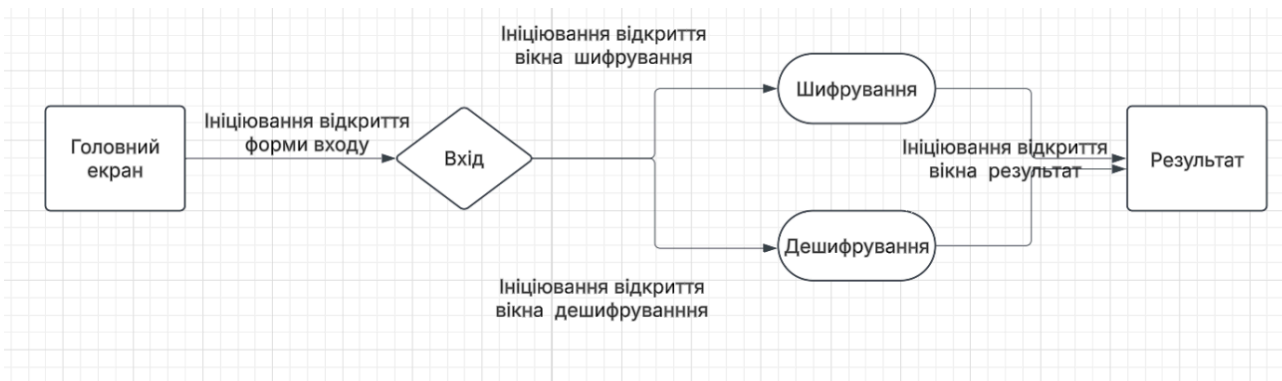 Ініціювання відкриття
вікна шифрування
Шифрування
Головний
екран
Ініціювання відкриття
форми входу
Вхід
Ініціювання відкриття
вікна результат
Результат
Дешифрування
Ініціювання відкриття
вікна дешифруванння